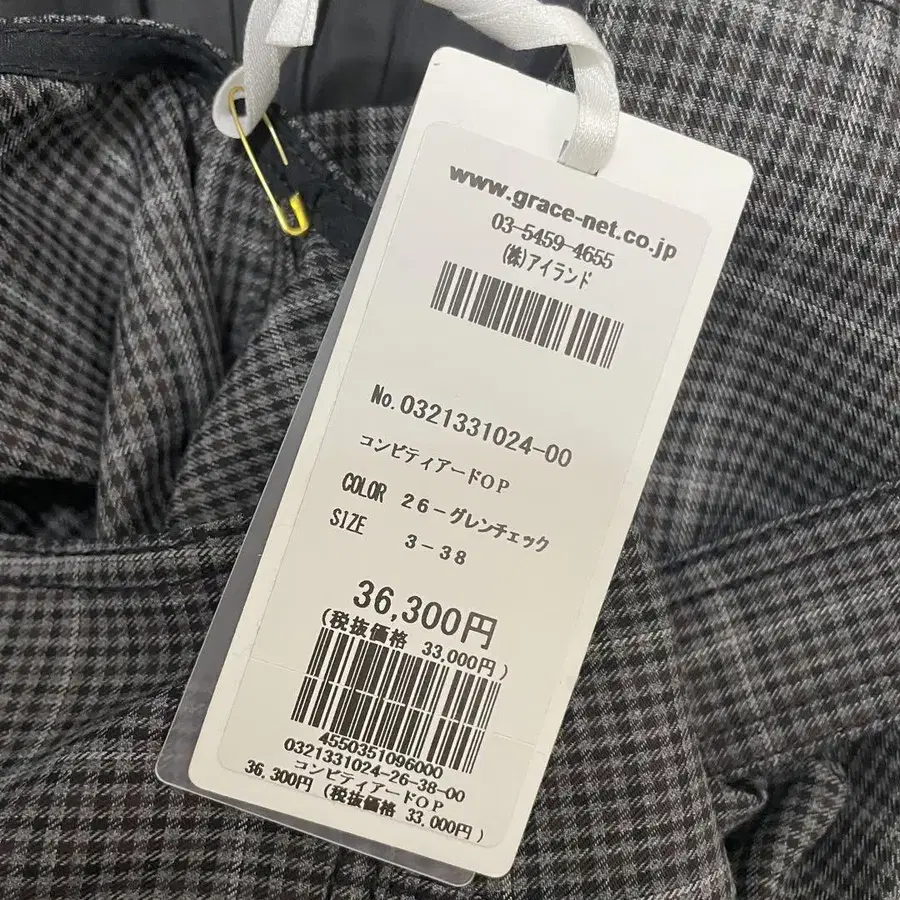 www.grace-net.co.jp
03-5459-4655
(株)アイランド
No.0321331024-00
コンビティアードOP
COLOR 26-グレンチェック
SIZE 3-38
36,300円
(税抜価格 33,000円)
4550351096000
0321331024-26-38-00
コンビティアードOP
36,300円 (税抜価格 33,000円)